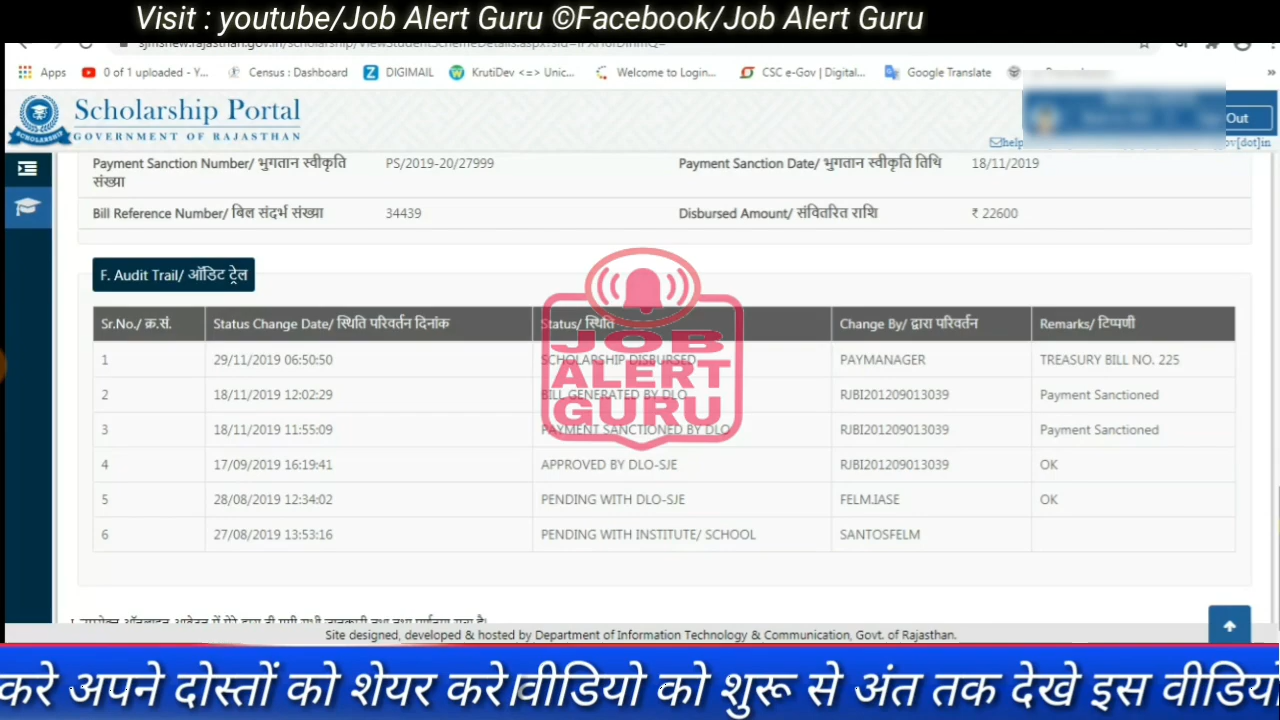 Visit : youtube/Job Alert Guru ©Facebook/Job Alert Guru
Apps 0 of 1 uploaded - Y... Census : Dashboard DIGIMAIL KrutiDev <=> Unic... Welcome to Login... CSC e-Gov | Digital... Google Translate »
SCHOLARSHIP
Scholarship Portal
GOVERNMENT OF RAJASTHAN
Out
help
ov[dot]in
Payment Sanction Number/ भुगतान स्वीकृति संख्या PS/2019-20/27999 Payment Sanction Date/ भुगतान स्वीकृति तिथि 18/11/2019
Bill Reference Number/ बिल संदर्भ संख्या 34439 Disbursed Amount/ संवितरित राशि ₹ 22600
F. Audit Trail/ ऑडिट ट्रेल
Sr.No./ क्र.सं. Status Change Date/ स्थिति परिवर्तन दिनांक Status/ स्थिति Change By/ द्वारा परिवर्तन Remarks/ टिप्पणी
1 29/11/2019 06:50:50 SCHOLARSHIP DISBURSED PAYMANAGER TREASURY BILL NO. 225
2 18/11/2019 12:02:29 BILL GENERATED BY DLO RJBI201209013039 Payment Sanctioned
3 18/11/2019 11:55:09 PAYMENT SANCTIONED BY DLO RJBI201209013039 Payment Sanctioned
4 17/09/2019 16:19:41 APPROVED BY DLO-SJE RJBI201209013039 OK
5 28/08/2019 12:34:02 PENDING WITH DLO-SJE FELM.IASE OK
6 27/08/2019 13:53:16 PENDING WITH INSTITUTE/ SCHOOL SANTOSFELM
JOB
ALERT
GURU
Site designed, developed & hosted by Department of Information Technology & Communication, Govt. of Rajasthan.
करे अपने दोस्तों को शेयर करे।वीडियो को शुरू से अंत तक देखे इस वीडियो